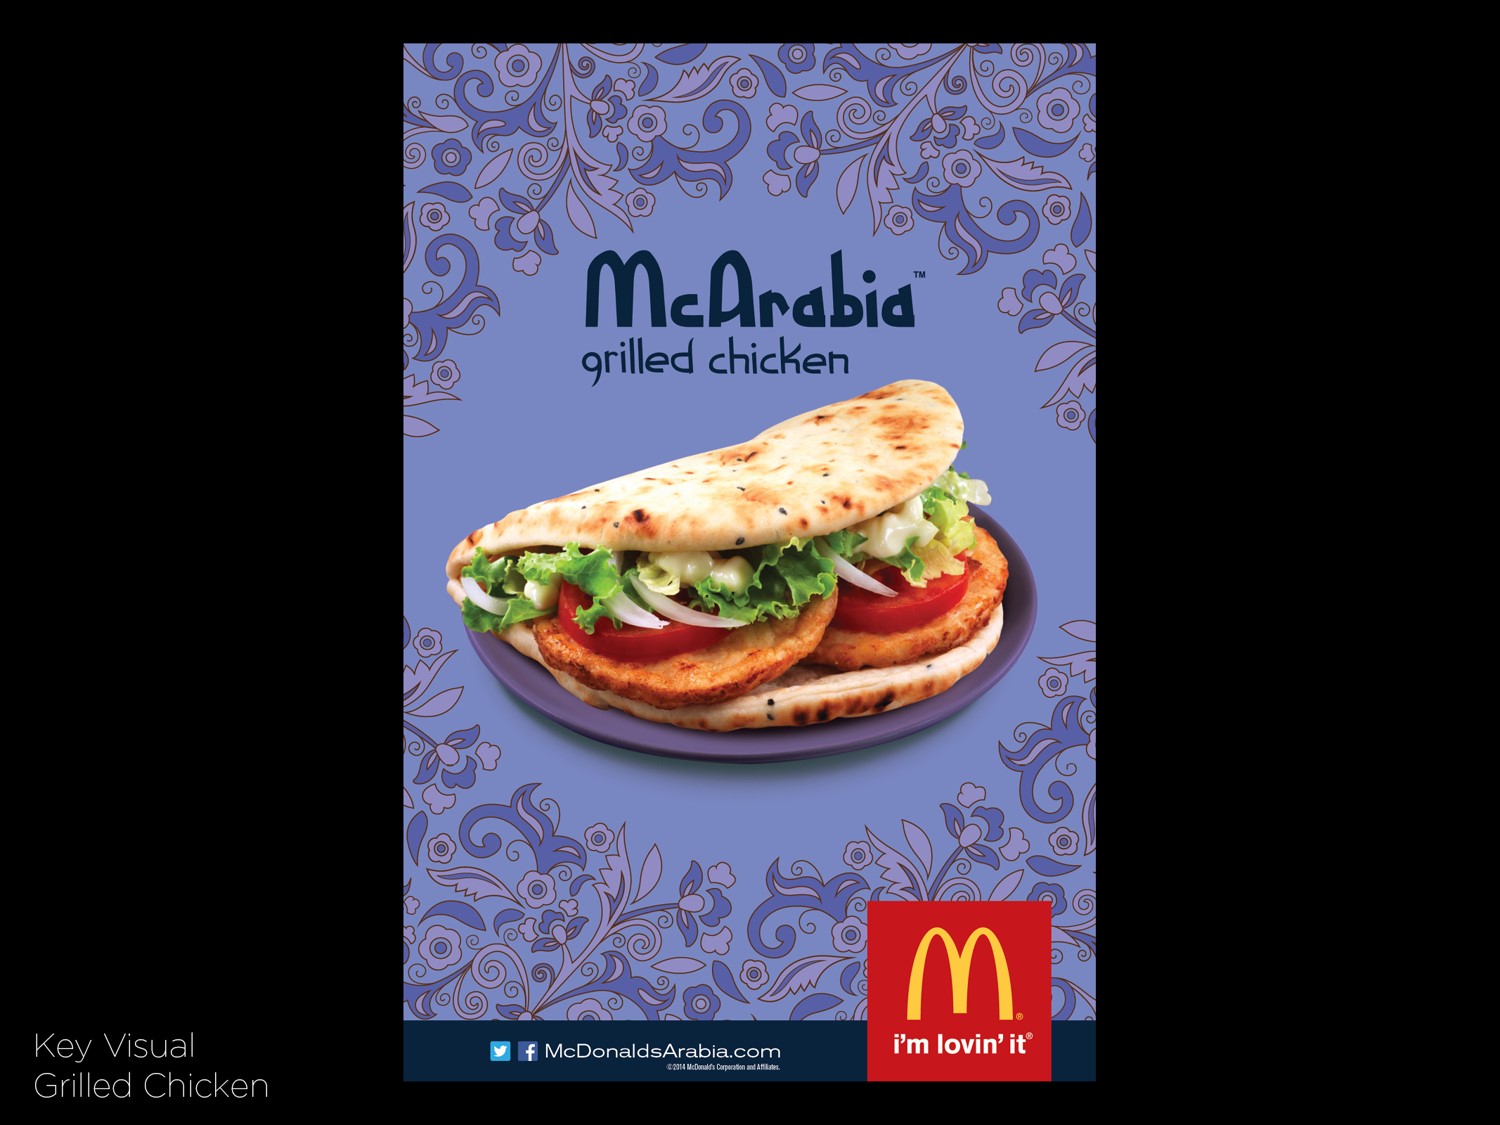 McArabia™
grilled chicken
®
i'm lovin' it®
McDonaldsArabia.com
©2014 McDonald's Corporation and Affiliates.
Key Visual
Grilled Chicken